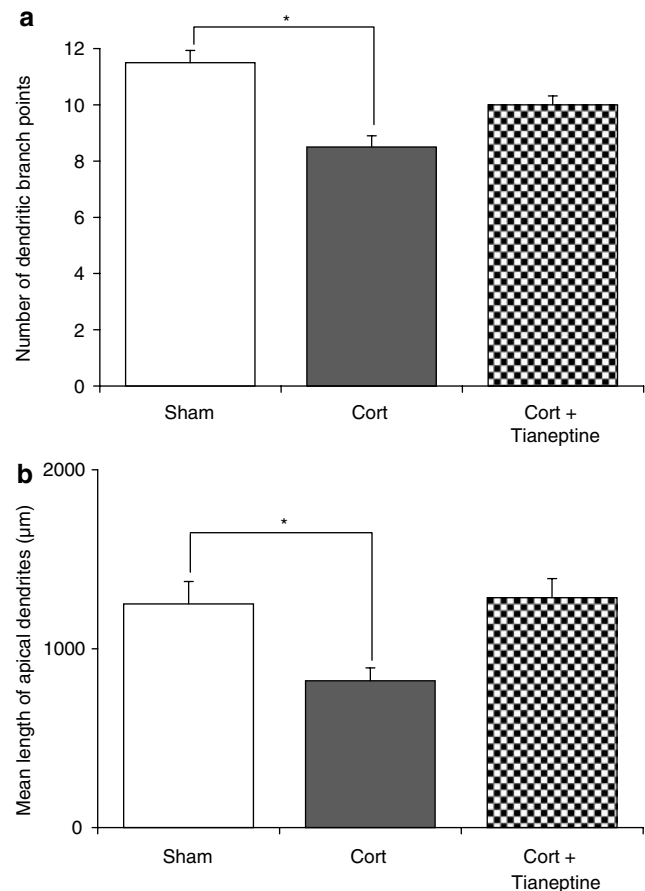 a
*
Number of dendritic branch points
12
10
8
6
4
2
0
Sham
Cort
Cort +
Tianeptine
b
*
Mean length of apical dendrites (µm)
2000
1000
0
Sham
Cort
Cort +
Tianeptine